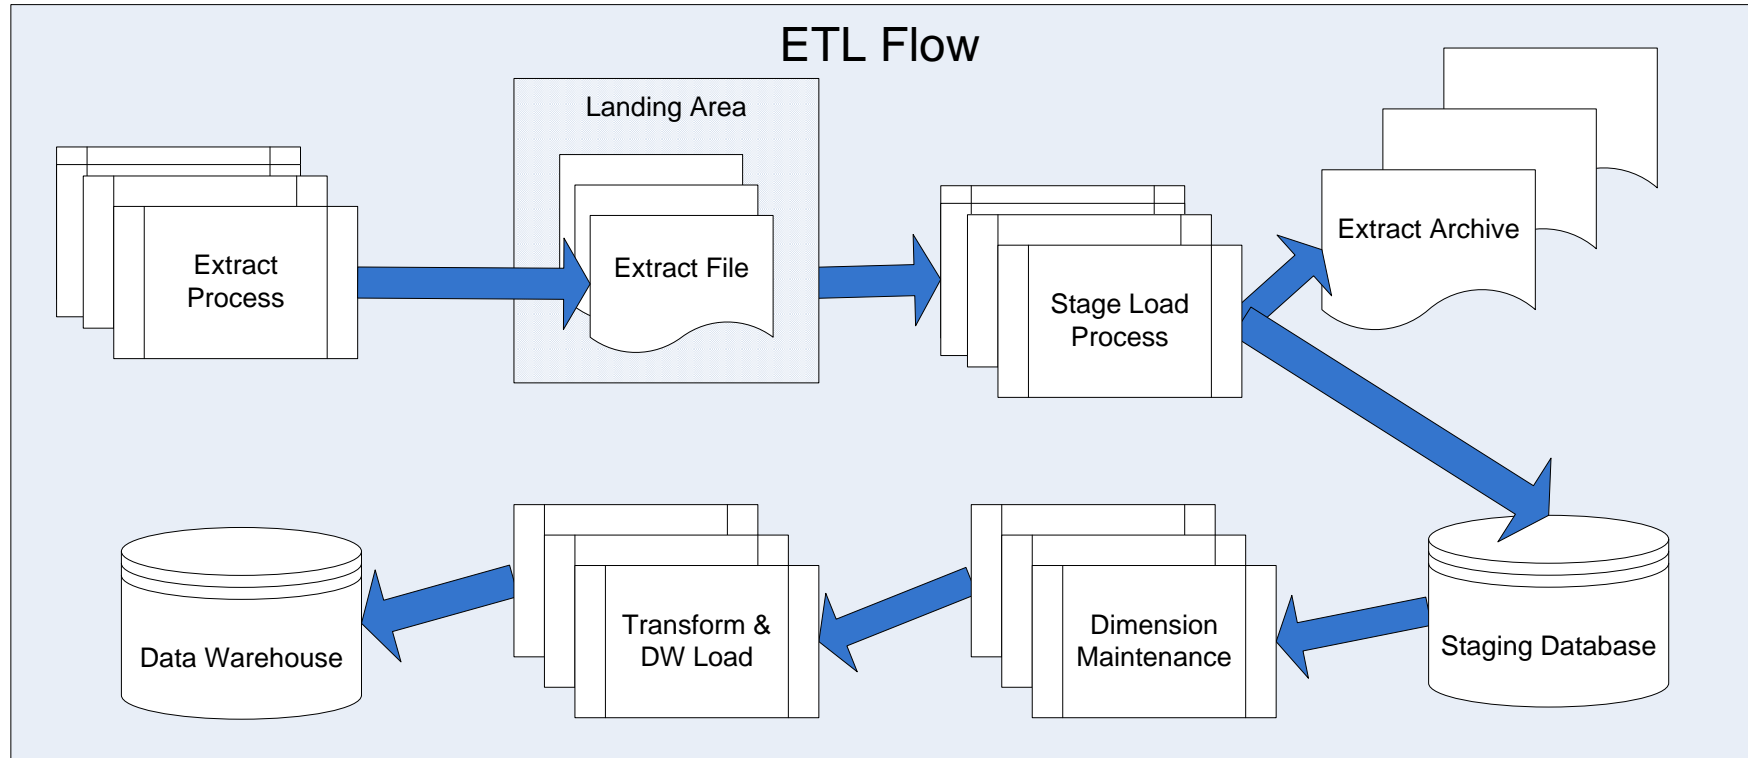 ETL Flow
Landing Area
Extract
Process
Extract File
Stage Load
Process
Extract Archive
Data Warehouse
Transform &
DW Load
Dimension
Maintenance
Staging Database